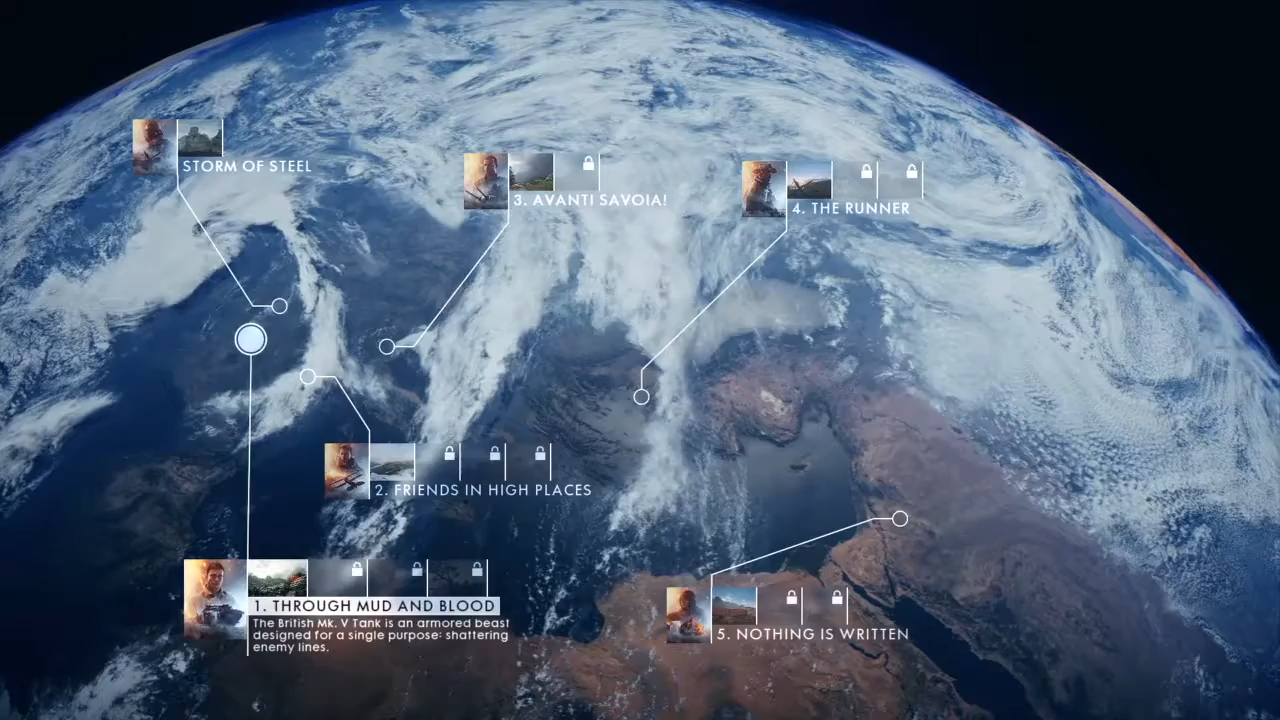 STORM OF STEEL
3. AVANTI SAVOIA!
4. THE RUNNER
2. FRIENDS IN HIGH PLACES
1. THROUGH MUD AND BLOOD
The British Mk. V Tank is an armored beast
designed for a single purpose: shattering
enemy lines.
5. NOTHING IS WRITTEN